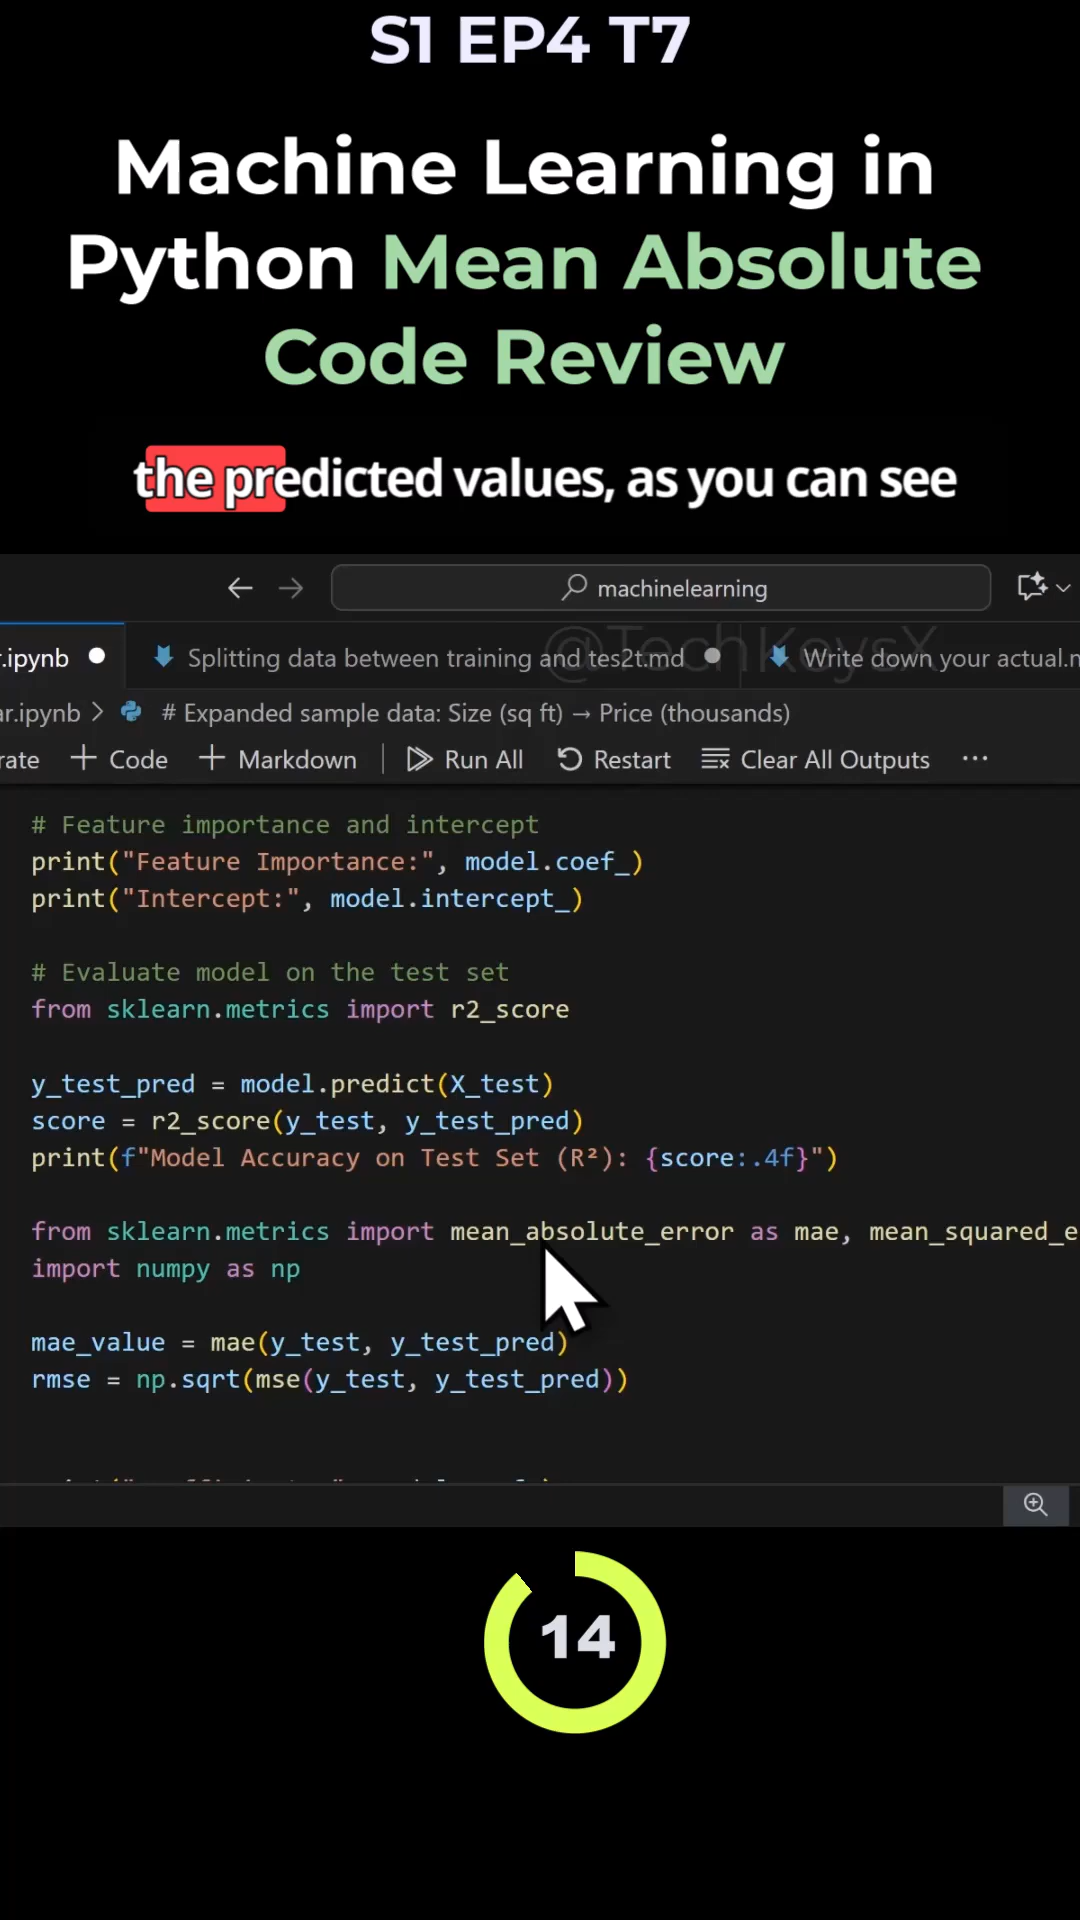 S1 EP4 T7
Machine Learning in
Python Mean Absolute
Code Review
the predicted values, as you can see
machinelearning
@TechKeysX
.ipynb
Splitting data between training and tes2t.md
Write down your actual.m
ar.ipynb > # Expanded sample data: Size (sq ft) → Price (thousands)
rate + Code + Markdown Run All Restart Clear All Outputs ...
# Feature importance and intercept
print("Feature Importance:", model.coef_)
print("Intercept:", model.intercept_)
# Evaluate model on the test set
from sklearn.metrics import r2_score
y_test_pred = model.predict(X_test)
score = r2_score(y_test, y_test_pred)
print(f"Model Accuracy on Test Set (R²): {score:.4f}")
from sklearn.metrics import mean_absolute_error as mae, mean_squared_e
import numpy as np
mae_value = mae(y_test, y_test_pred)
rmse = np.sqrt(mse(y_test, y_test_pred))
14